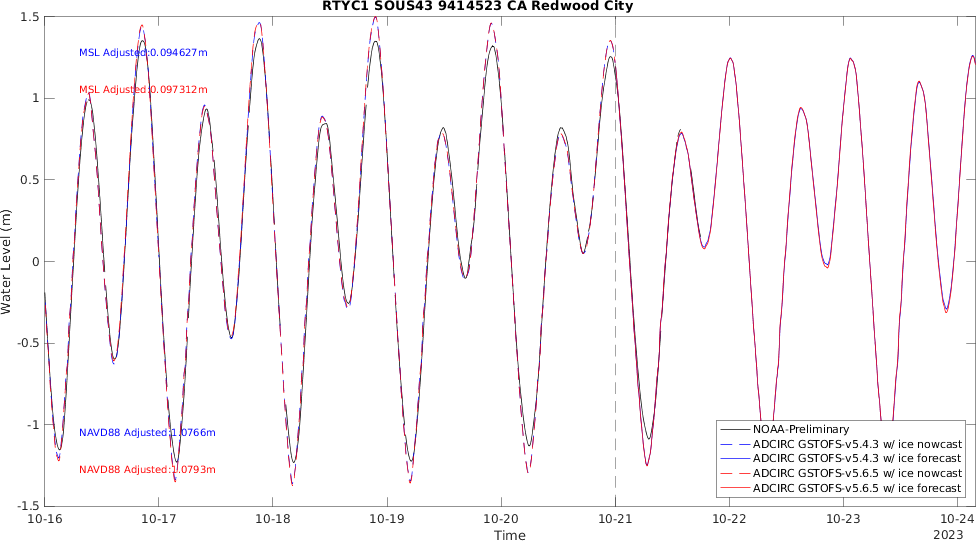 RTYC1 SOUS43 9414523 CA Redwood City
1.5
1
0.5
0
-0.5
-1
-1.5
Water Level (m)
MSL Adjusted:0.094627m
MSL Adjusted:0.097312m
NAVD88 Adjusted:1.0766m
NAVD88 Adjusted:1.0793m
NOAA-Preliminary
ADCIRC GSTOFS-v5.4.3 w/ ice nowcast
ADCIRC GSTOFS-v5.4.3 w/ ice forecast
ADCIRC GSTOFS-v5.6.5 w/ ice nowcast
ADCIRC GSTOFS-v5.6.5 w/ ice forecast
10-16 10-17 10-18 10-19 10-20 10-21 10-22 10-23 10-24
Time
2023